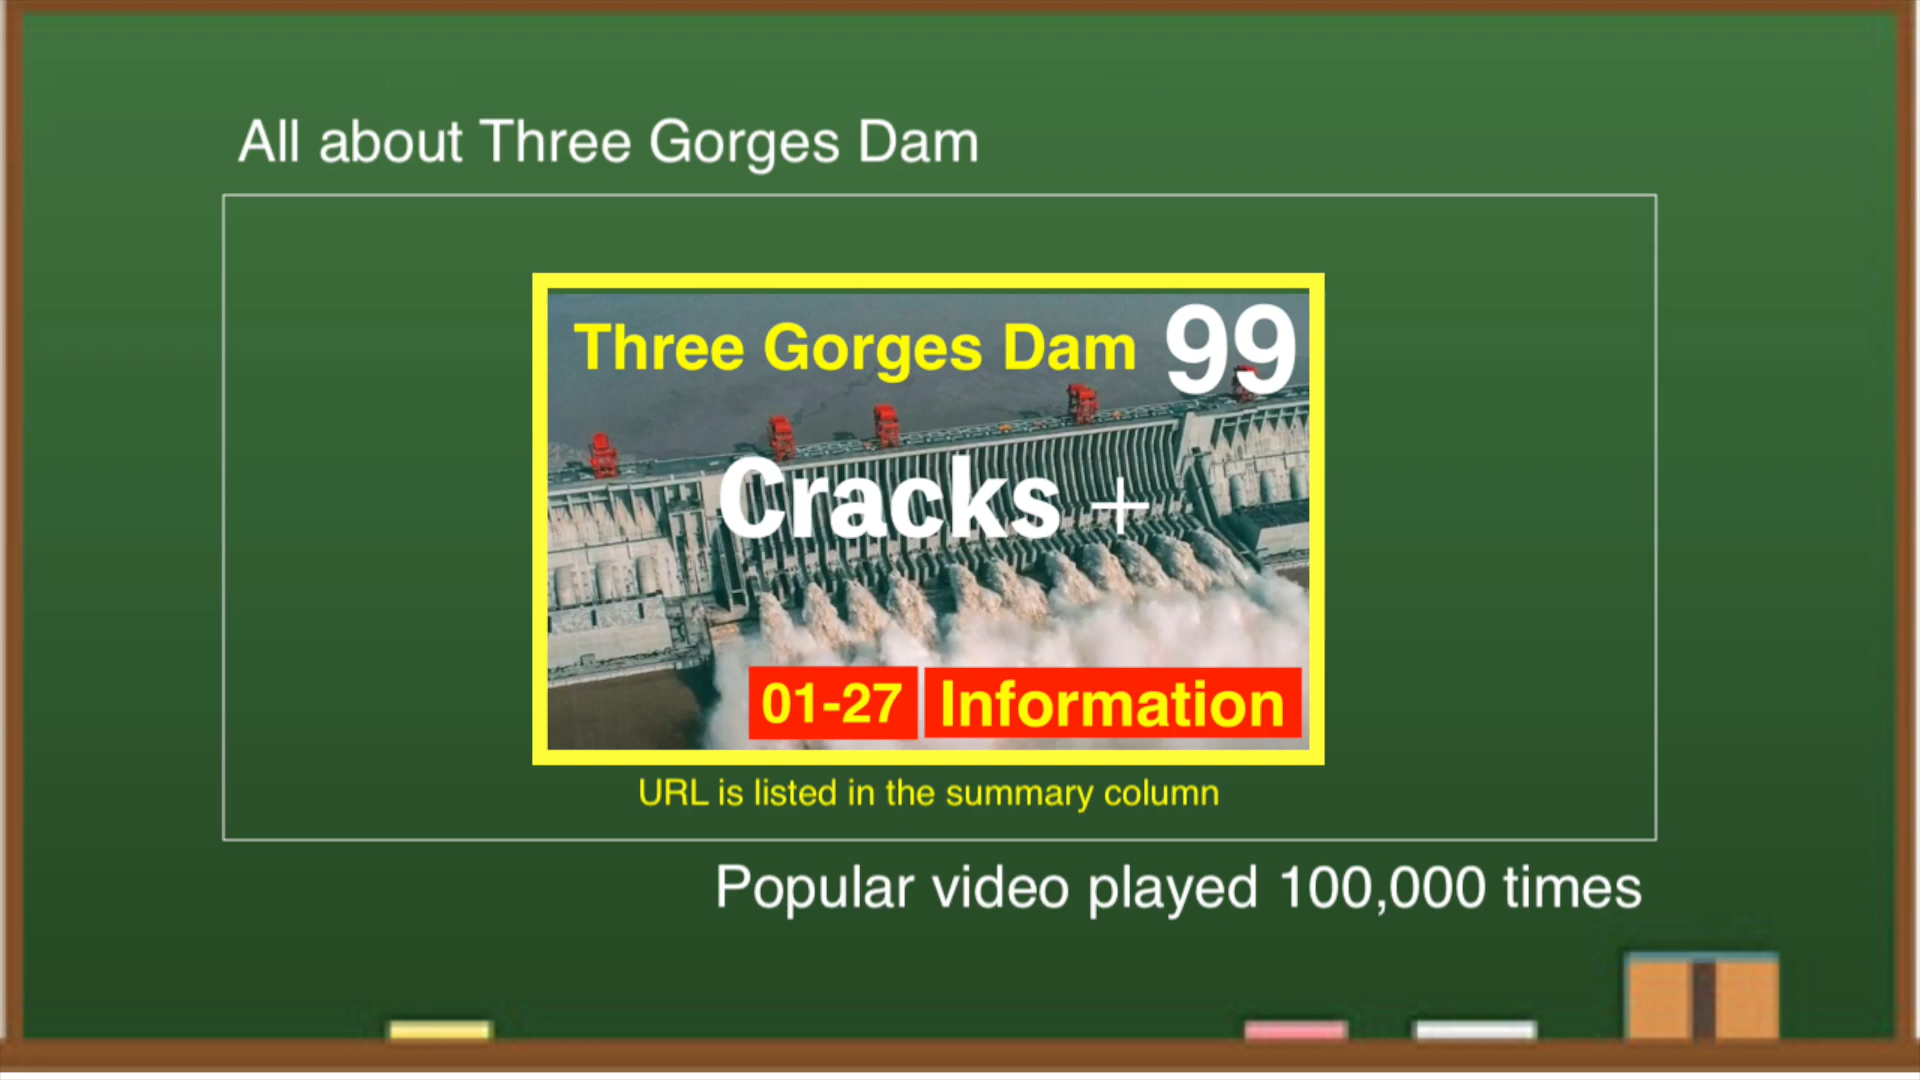 All about Three Gorges Dam
Three Gorges Dam 99
Cracks +
01-27 Information
URL is listed in the summary column
Popular video played 100,000 times